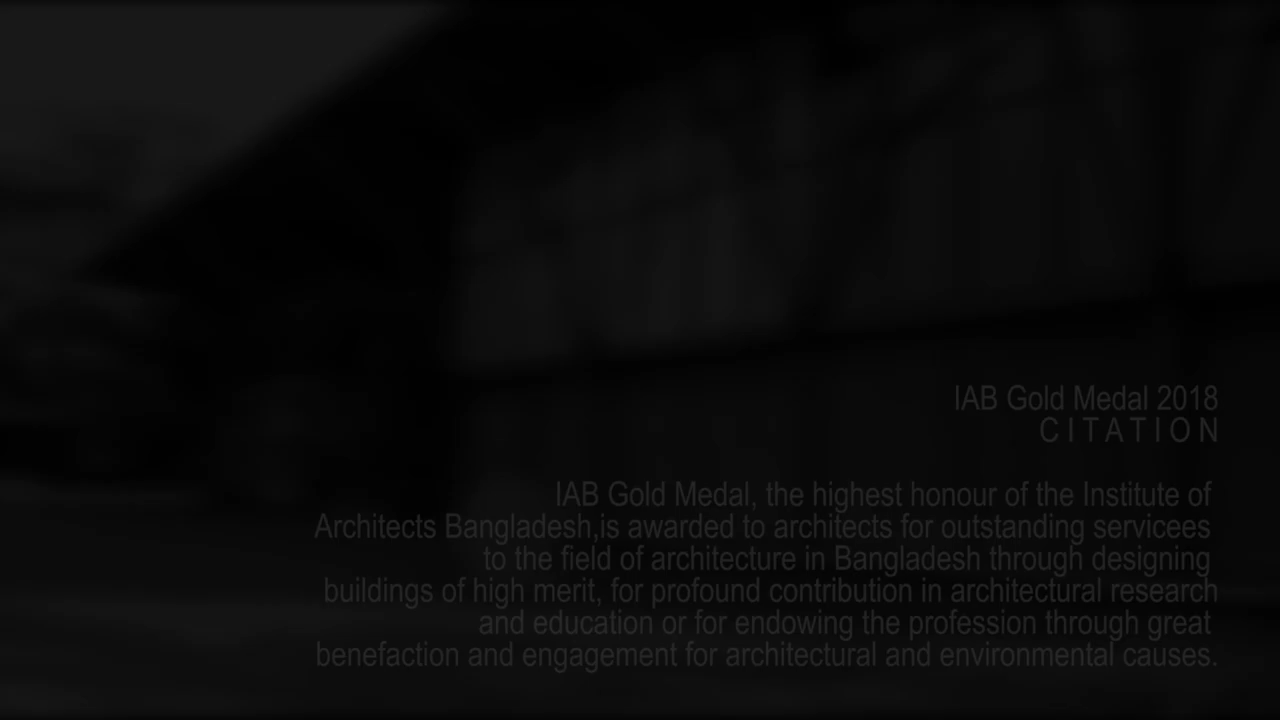 IAB Gold Medal 2018
CITATION
IAB Gold Medal, the highest honour of the Institute of
Architects Bangladesh,is awarded to architects for outstanding servicees
to the field of architecture in Bangladesh through designing
buildings of high merit, for profound contribution in architectural research
and education or for endowing the profession through great
benefaction and engagement for architectural and environmental causes.